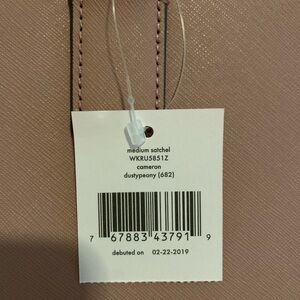 medium satchel
WKRU5851Z
cameron
dustypeony (682)
7 67883 43791 9
debuted on 02-22-2019